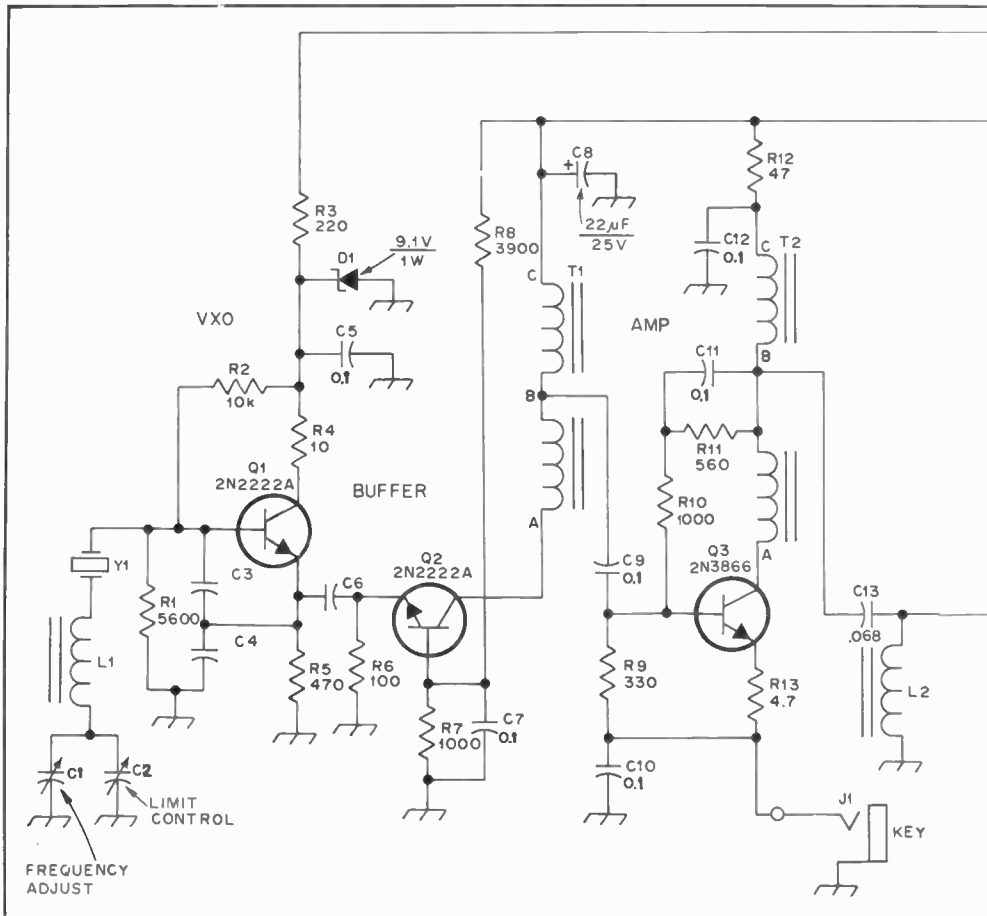 R3
220
9.1V
1W
D1
VXO
C5
0.1
R2
10k
R4
10
Q1
2N2222A
BUFFER
Y1
R1
5600
C3
C4
L1
C1
C2
LIMIT
CONTROL
FREQUENCY
ADJUST
R5
470
C6
R6
100
Q2
2N2222A
R7
1000
C7
0.1
R8
3900
+
C8
22µF
25V
C
T1
B
A
C9
0.1
R9
330
C10
0.1
AMP
R12
47
C12
0.1
C
T2
B
C11
0.1
R11
560
R10
1000
A
Q3
2N3866
R13
4.7
C13
.068
L2
J1
KEY